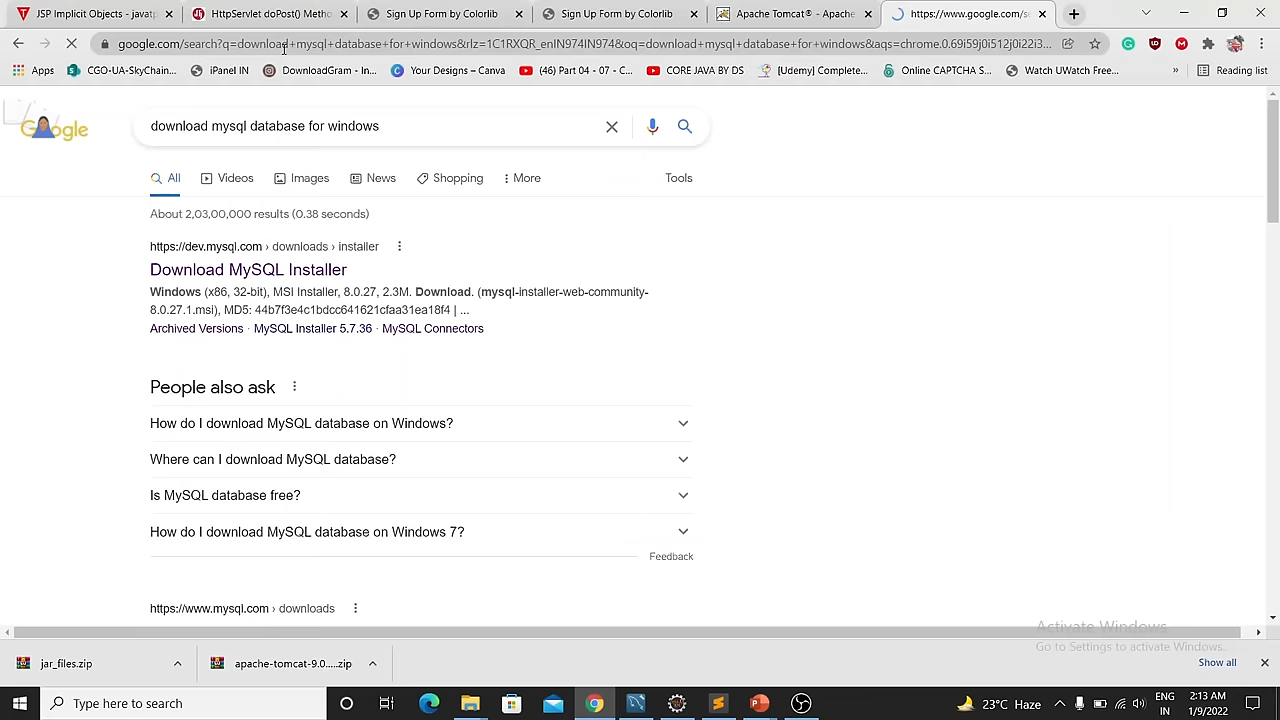 JSP Implicit Objects - javatp
HttpServlet doPost() Metho
Sign Up Form by Colorlib
Sign Up Form by Colorlib
Apache Tomcat® - Apache
https://www.google.com/se
google.com/search?q=download+mysql+database+for+windows&rlz=1C1RXQR_enIN974IN974&oq=download+mysql+database+for+windows&aqs=chrome.0.69i59j0i512j0i22i3...
Apps
CGO-UA-SkyChain...
iPanel IN
DownloadGram - In...
Your Designs – Canva
(46) Part 04 - 07 - C...
CORE JAVA BY DS
[Udemy] Complete...
Online CAPTCHA S...
Watch UWatch Free...
»
Reading list
Google
download mysql database for windows
All
Videos
Images
News
Shopping
More
Tools
About 2,03,00,000 results (0.38 seconds)
https://dev.mysql.com › downloads › installer
Download MySQL Installer
Windows (x86, 32-bit), MSI Installer, 8.0.27, 2.3M. Download. (mysql-installer-web-community-
8.0.27.1.msi), MD5: 44b7f3e4c1bdcc641621cfaa31ea18f4 | ...
Archived Versions · MySQL Installer 5.7.36 · MySQL Connectors
People also ask
How do I download MySQL database on Windows?
Where can I download MySQL database?
Is MySQL database free?
How do I download MySQL database on Windows 7?
Feedback
https://www.mysql.com › downloads
Activate Windows
Go to Settings to activate Windows.
jar_files.zip
apache-tomcat-9.0.....zip
Show all
Type here to search
23°C Haze
ENG
IN
2:13 AM
1/9/2022